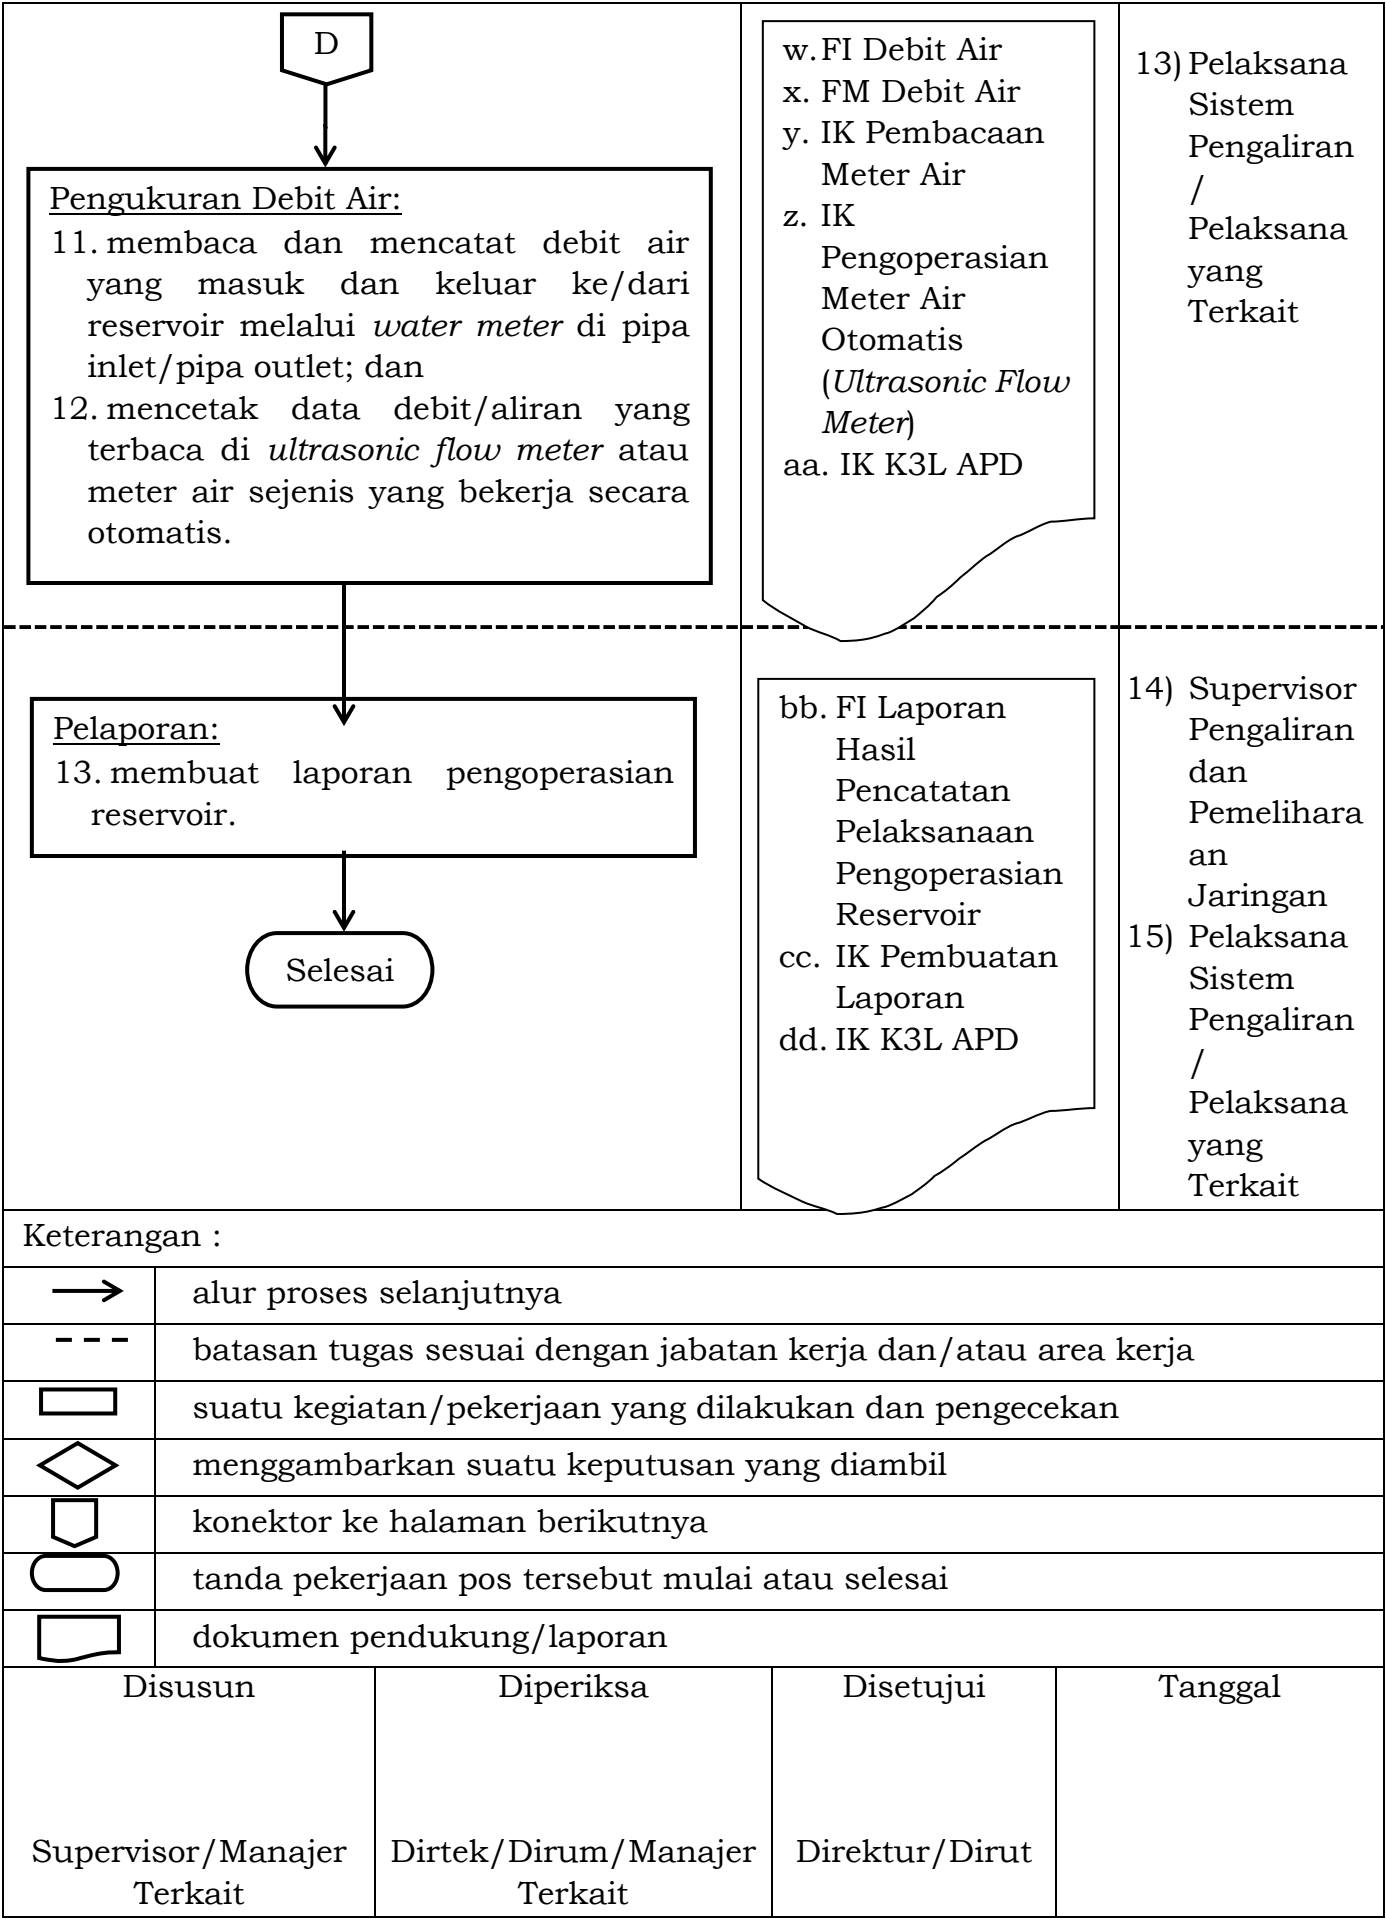 D
Pengukuran Debit Air:
11. membaca dan mencatat debit air
yang masuk dan keluar ke/dari
reservoir melalui water meter di pipa
inlet/pipa outlet; dan
12. mencetak data debit/aliran yang
terbaca di ultrasonic flow meter atau
meter air sejenis yang bekerja secara
otomatis.
w. FI Debit Air
x. FM Debit Air
y. IK Pembacaan
Meter Air
z. IK
Pengoperasian
Meter Air
Otomatis
(Ultrasonic Flow
Meter)
aa. IK K3L APD
13) Pelaksana
Sistem
Pengaliran
/
Pelaksana
yang
Terkait
Pelaporan:
13. membuat laporan pengoperasian
reservoir.
Selesai
bb. FI Laporan
Hasil
Pencatatan
Pelaksanaan
Pengoperasian
Reservoir
cc. IK Pembuatan
Laporan
dd. IK K3L APD
14) Supervisor
Pengaliran
dan
Pemelihara
an
Jaringan
15) Pelaksana
Sistem
Pengaliran
/
Pelaksana
yang
Terkait
Keterangan :
alur proses selanjutnya
batasan tugas sesuai dengan jabatan kerja dan/atau area kerja
suatu kegiatan/pekerjaan yang dilakukan dan pengecekan
menggambarkan suatu keputusan yang diambil
konektor ke halaman berikutnya
tanda pekerjaan pos tersebut mulai atau selesai
dokumen pendukung/laporan
Disusun
Supervisor/Manajer
Terkait
Diperiksa
Dirtek/Dirum/Manajer
Terkait
Disetujui
Direktur/Dirut
Tanggal